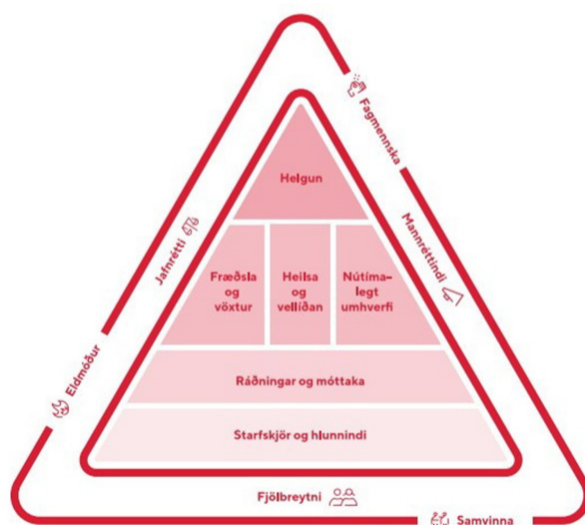 Fagmennska
Mannréttindi
Jafnrétti
Eldmóður
Helgun
Fræðsla
og
vöxtur
Heilsa
og
vellíðan
Nútíma-
legt
umhverfi
Ráðningar og móttaka
Starfskjör og hlunnindi
Fjölbreytni
Samvinna